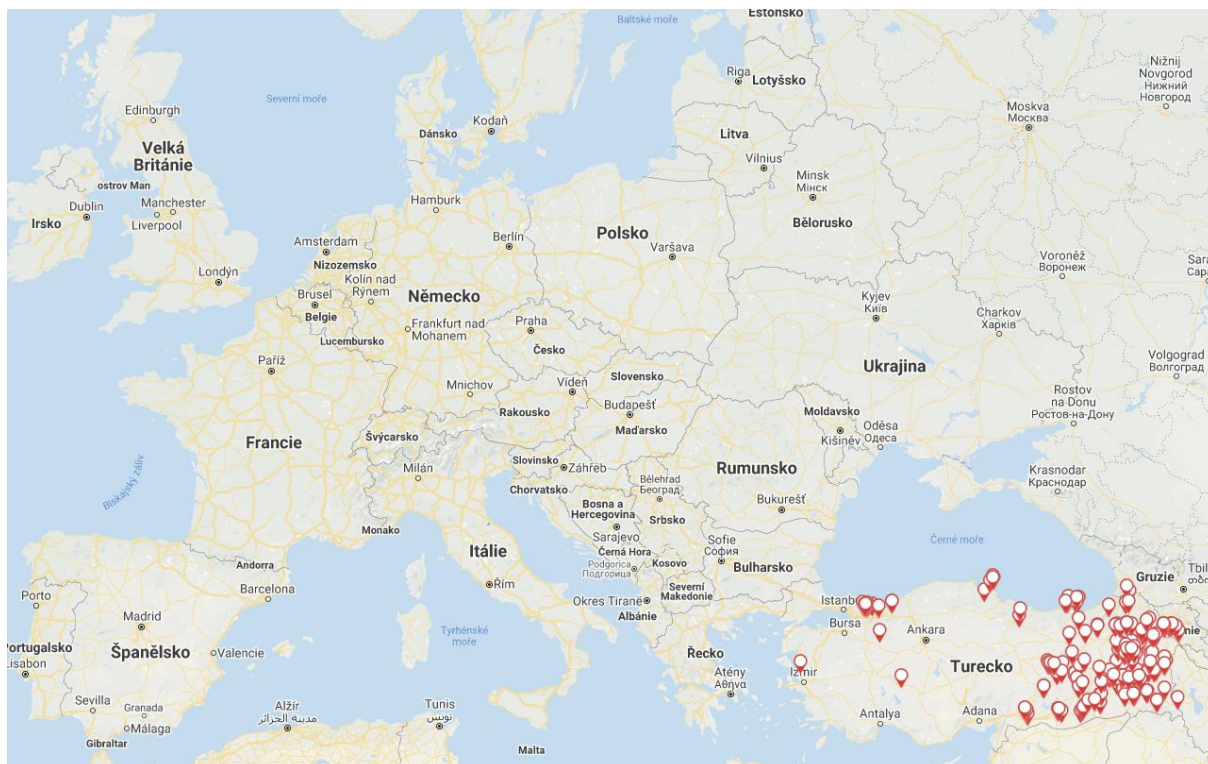 Baltské moře
Estonsko
Riga
Lotyšsko
Nižnij
Novgorod
Нижний
Новгород
Severní moře
Edinburgh
Moskva
Москва
Kodaň
Dánsko
Litva
Velká
Británie
Vilnius
Minsk
Мінск
ostrov Man
Irsko
Dublin
Manchester
Liverpool
Hamburk
Bělorusko
Polsko
Amsterdam
Berlín
Varšava
Nizozemsko
Voroněž
Воронеж
Londýn
Kolín nad
Rýnem
Brusel
Belgie
Německo
Kyjev
Київ
Charkov
Харків
Lucembursko
Frankfurt nad
Mohanem
Praha
Česko
Paříž
Ukrajina
Volgograd
Волгоград
Slovensko
Mnichov
Vídeň
Rostov
na Donu
Ростов-на-Дону
Rakousko
Budapešť
Maďarsko
Moldavsko
Kišiněv
Oděsa
Одеса
Francie
Švýcarsko
Milán
Slovinsko
Záhřeb
Rumunsko
Krasnodar
Краснодар
Biskajský záliv
Chorvatsko
Bělehrad
Београд
Bukurešť
Bosna a
Hercegovina
Sarajevo
Srbsko
Monako
Itálie
Černá Hora
Podgorica
Подгорица
Kosovo
Sofie
София
Bulharsko
Černé moře
Andorra
Gruzie
Řím
Severní
Makedonie
Barcelona
Porto
Okres Tirané
Albánie
Madrid
Bursa
Ankara
Tyrhénské
moře
Portugalsko
Lisabon
Španělsko
Valencie
Řecko
Turecko
Atény
Αθήνα
Izmir
Sevilla
Granada
Málaga
Alžír
مدينة الجزائر
Tunis
تونس
Antalya
Adana
Gibraltar
Malta